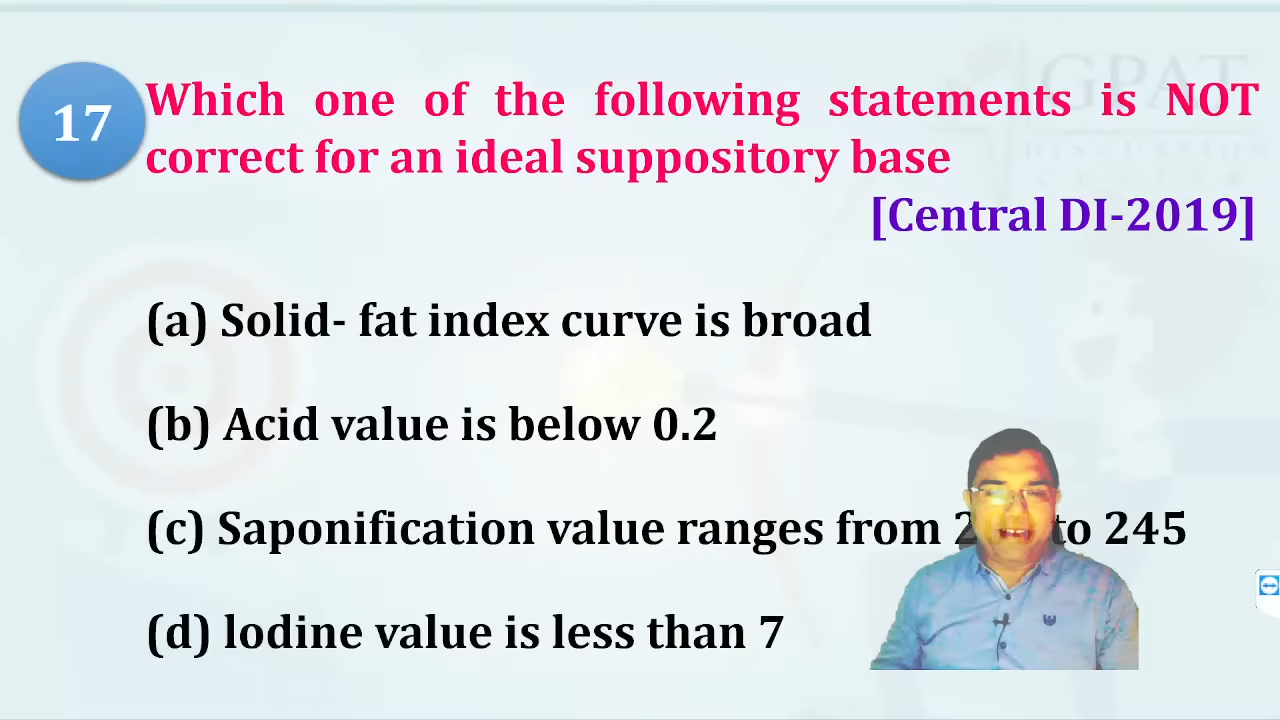 17
Which one of the following statements is NOT
correct for an ideal suppository base
[Central DI-2019]
(a) Solid- fat index curve is broad
(b) Acid value is below 0.2
(c) Saponification value ranges from to 245
(d) lodine value is less than 7
GPAT
DISCUSSION